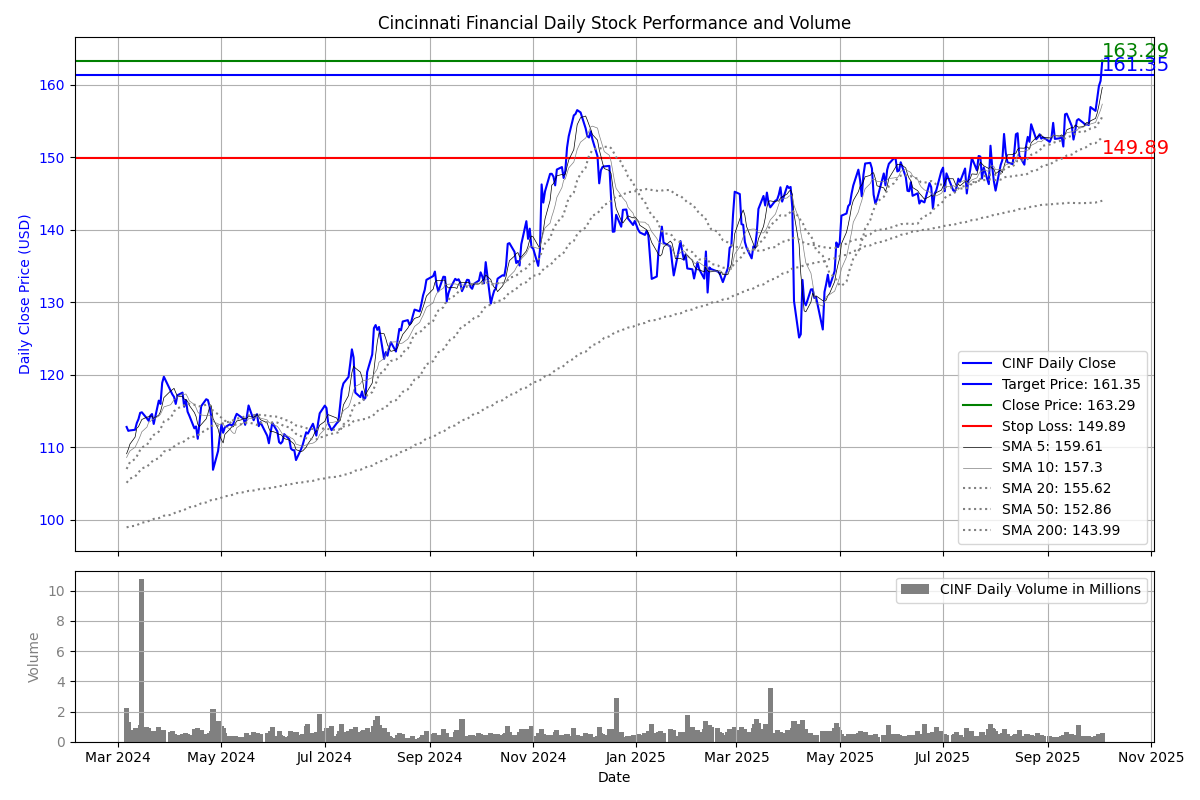 Cincinnati Financial Daily Stock Performance and Volume
163.29
161.35
149.89
Daily Close Price (USD)
160
150
140
130
120
110
100
CINF Daily Close
Target Price: 161.35
Close Price: 163.29
Stop Loss: 149.89
SMA 5: 159.61
SMA 10: 157.3
SMA 20: 155.62
SMA 50: 152.86
SMA 200: 143.99
Volume
10
8
6
4
2
0
CINF Daily Volume in Millions
Mar 2024 May 2024 Jul 2024 Sep 2024 Nov 2024 Jan 2025 Mar 2025 May 2025 Jul 2025 Sep 2025 Nov 2025
Date